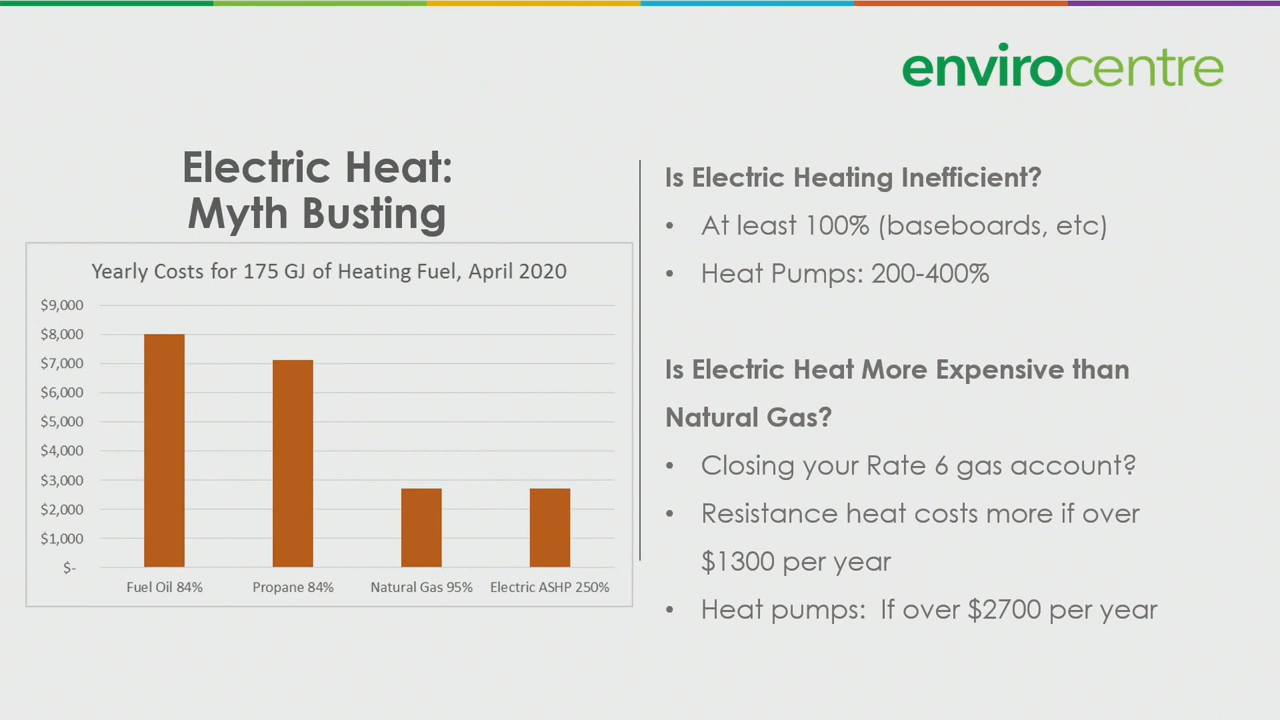 envirocentre
Electric Heat:
Myth Busting
Yearly Costs for 175 GJ of Heating Fuel, April 2020
$9,000
$8,000
$7,000
$6,000
$5,000
$4,000
$3,000
$2,000
$1,000
$-
Fuel Oil 84%
Propane 84%
Natural Gas 95%
Electric ASHP 250%
Is Electric Heating Inefficient?
• At least 100% (baseboards, etc)
• Heat Pumps: 200-400%
Is Electric Heat More Expensive than
Natural Gas?
• Closing your Rate 6 gas account?
• Resistance heat costs more if over
$1300 per year
• Heat pumps: If over $2700 per year